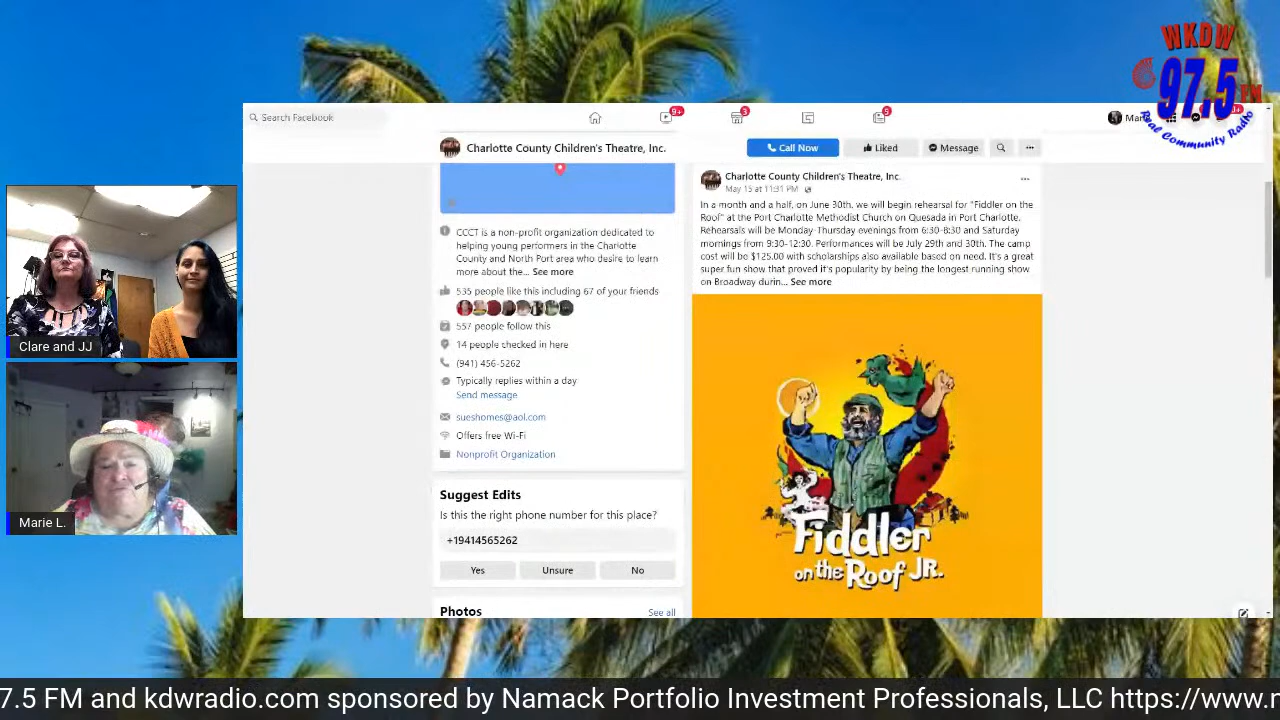 WKDW
97.5 FM
Real Community Radio
Search Facebook
9+
3
5
Charlotte County Children's Theatre, Inc.
Call Now
Liked
Message
CCCT is a non-profit organization dedicated to
helping young performers in the Charlotte
County and North Port area who desire to learn
more about the... See more
535 people like this including 67 of your friends
557 people follow this
14 people checked in here
(941) 456-5262
Typically replies within a day
Send message
sueshomes@aol.com
Offers free Wi-Fi
Nonprofit Organization
Suggest Edits
Is this the right phone number for this place?
+19414565262
Yes
Unsure
No
Photos
See all
Charlotte County Children's Theatre, Inc.
May 15 at 11:31 PM
In a month and a half, on June 30th, we will begin rehearsal for "Fiddler on the
Roof" at the Port Charlotte Methodist Church on Quesada in Port Charlotte.
Rehearsals will be Monday-Thursday evenings from 6:30-8:30 and Saturday
mornings from 9:30-12:30. Performances will be July 29th and 30th. The camp
cost will be $125.00 with scholarships also available based on need. It's a great
super fun show that proved it's popularity by being the longest running show
on Broadway durin... See more
Fiddler
on the Roof JR.
Clare and JJ
Marie L.
7.5 FM and kdwradio.com sponsored by Namack Portfolio Investment Professionals, LLC https://www.